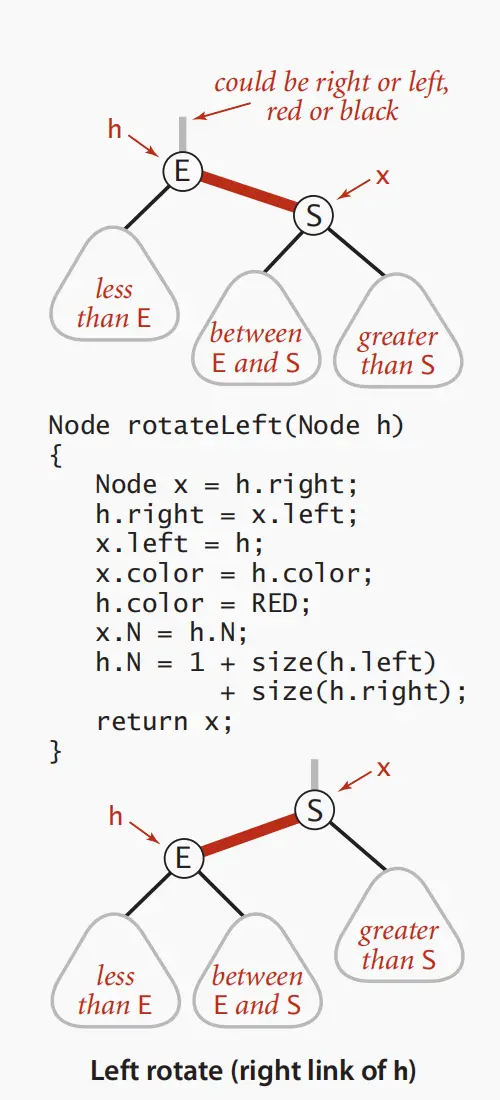 could be right or left,
red or black
h
E
x
S
less
than E
between
E and S
greater
than S
Node rotateLeft(Node h)
{
   Node x = h.right;
   h.right = x.left;
   x.left = h;
   x.color = h.color;
   h.color = RED;
   x.N = h.N;
   h.N = 1 + size(h.left)
           + size(h.right);
   return x;
}
x
S
h
E
greater
than S
less
than E
between
E and S
Left rotate (right link of h)